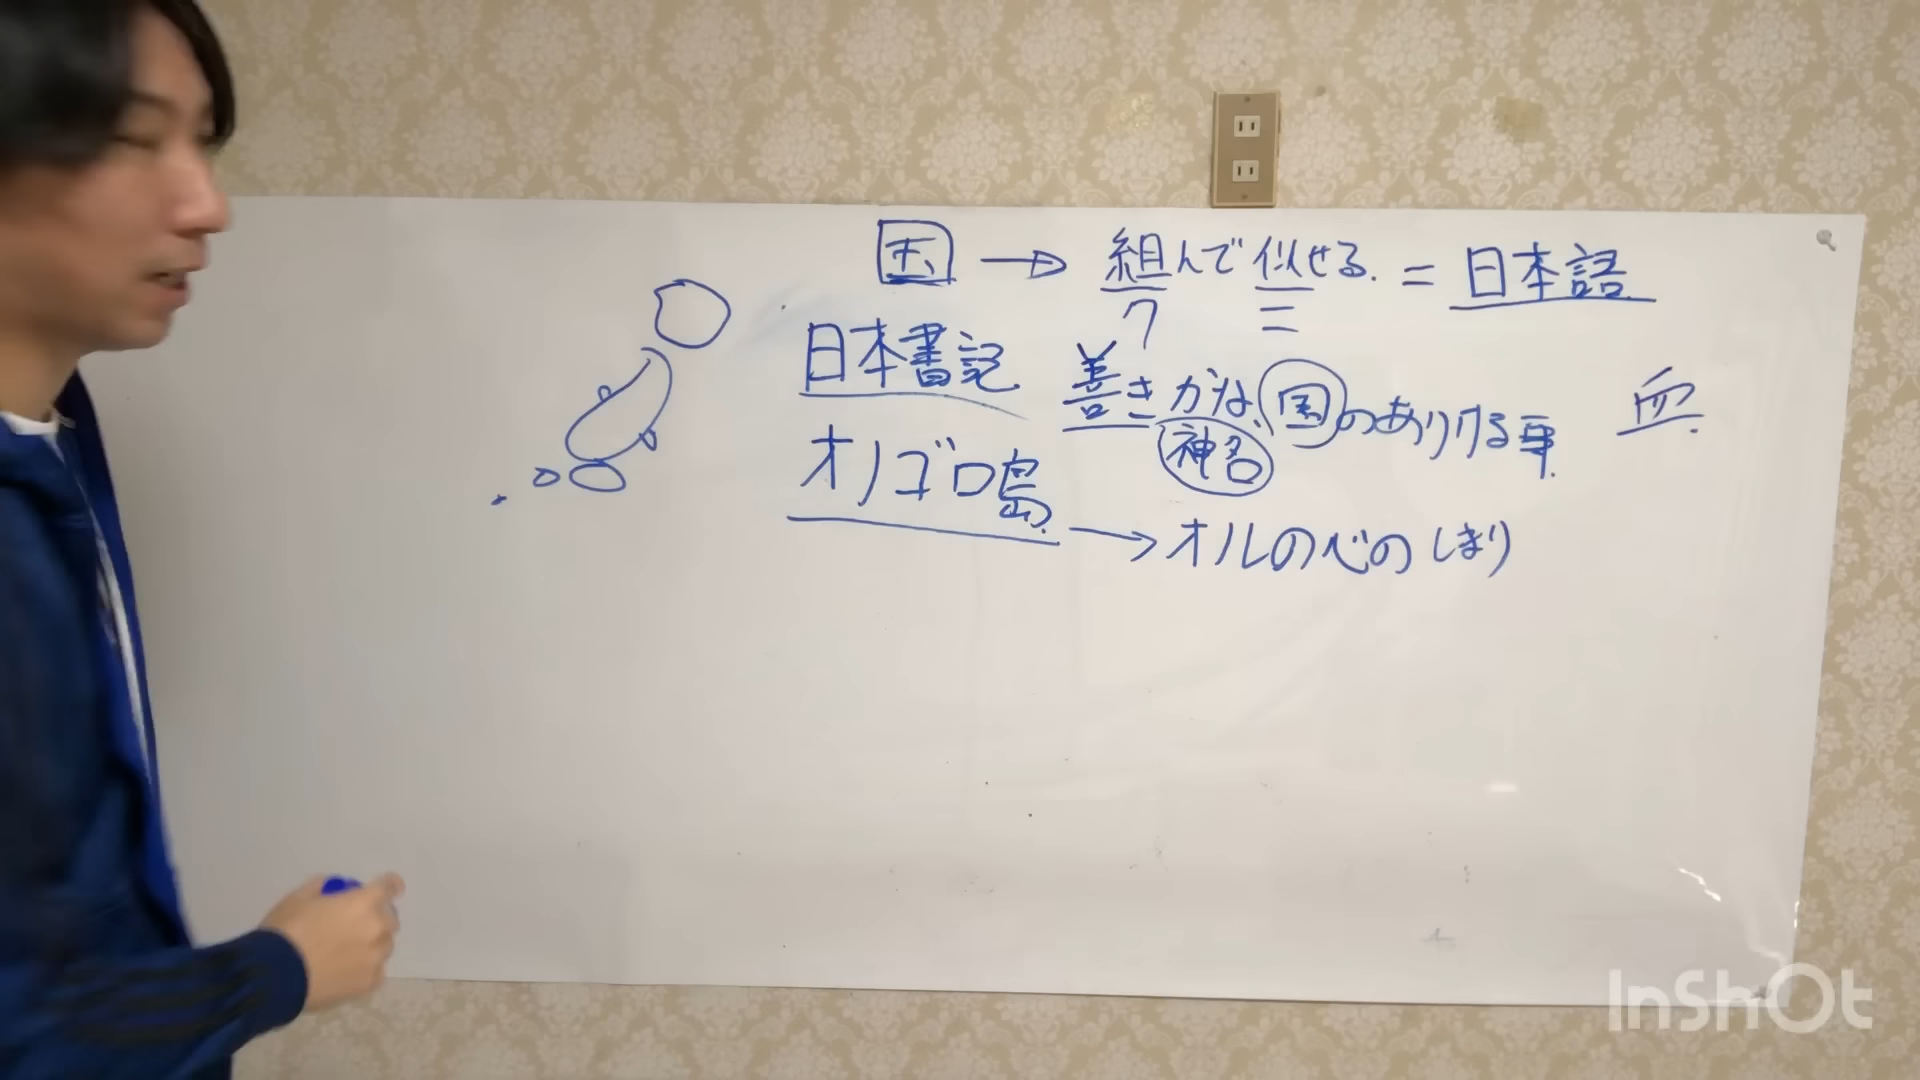 国 → 組んで似せる. = 日本語
ク ニ
日本書記 善きかな、国のありける事. 血
神名
オノゴロ島. → オルの心のしまり
InShOt